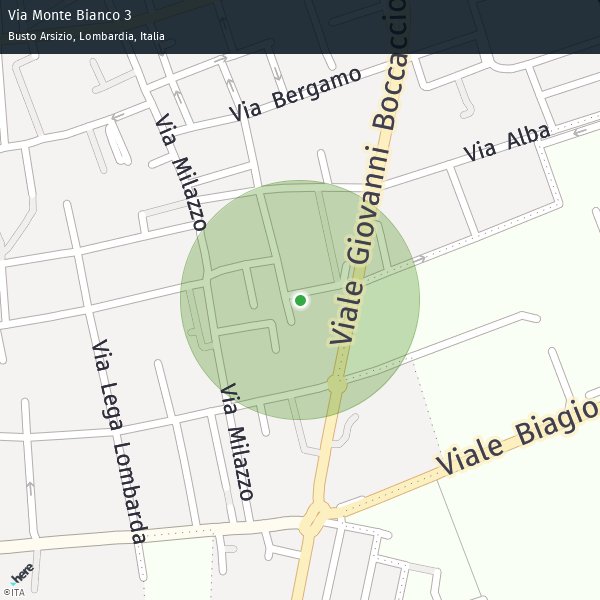 Via Monte Bianco 3
Busto Arsizio, Lombardia, Italia
Via Bergamo
Viale Giovanni Boccaccio
Via Milazzo
Via Alba
Via Lega Lombarda
Via Milazzo
Viale Biagio
here
©ITA